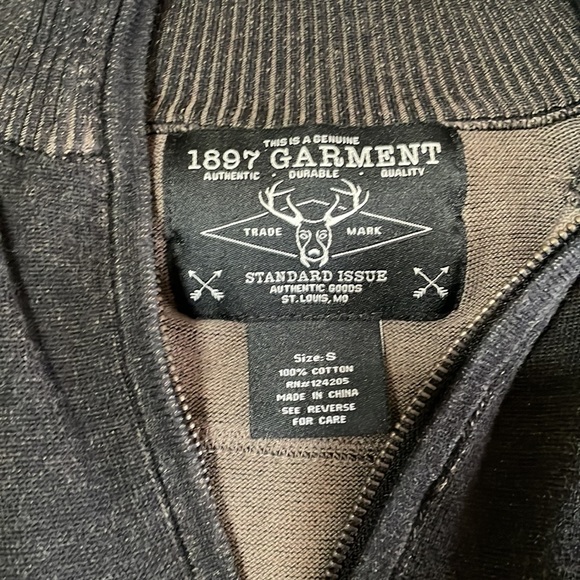 THIS IS A GENUINE
1897 GARMENT
AUTHENTIC · DURABLE · QUALITY
TRADE MARK
STANDARD ISSUE
AUTHENTIC GOODS
ST. LOUIS, MO
Size: S
100% COTTON
RN# 124205
MADE IN CHINA
SEE REVERSE
FOR CARE